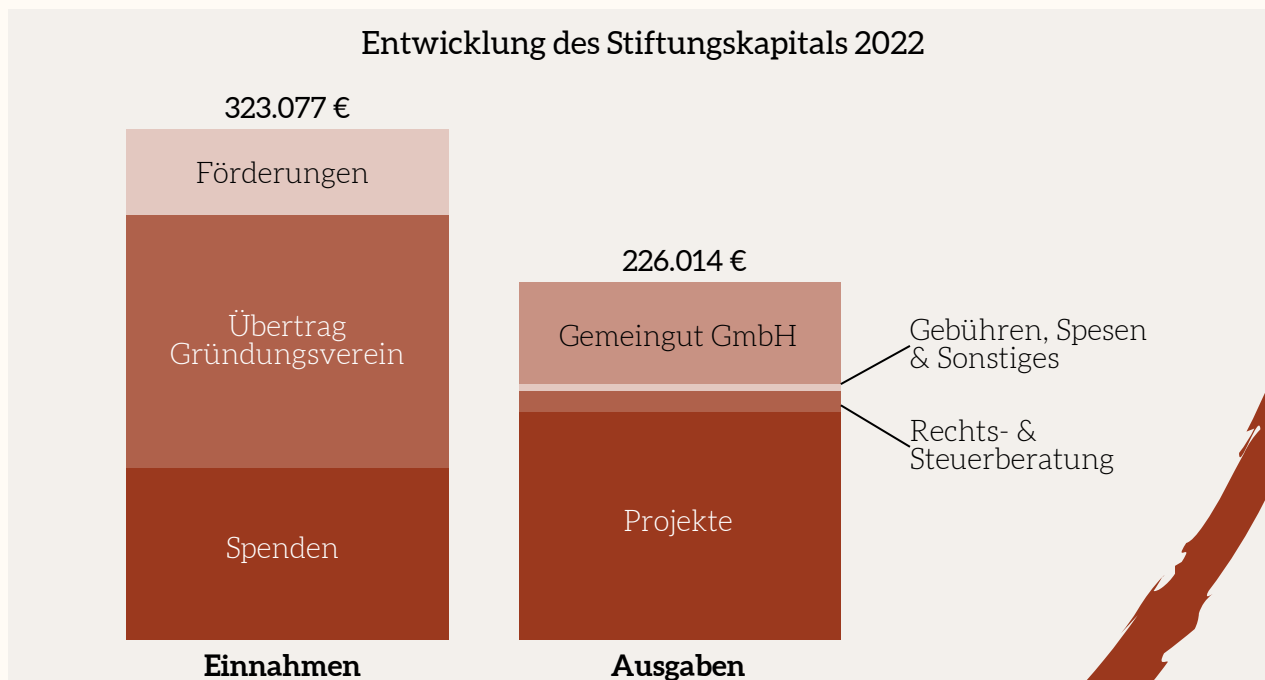 Entwicklung des Stiftungskapitals 2022
323.077 €
Förderungen
Übertrag
Gründungsverein
Spenden
Einnahmen
226.014 €
Gemeingut GmbH
Gebühren, Spesen
& Sonstiges
Rechts- &
Steuerberatung
Projekte
Ausgaben